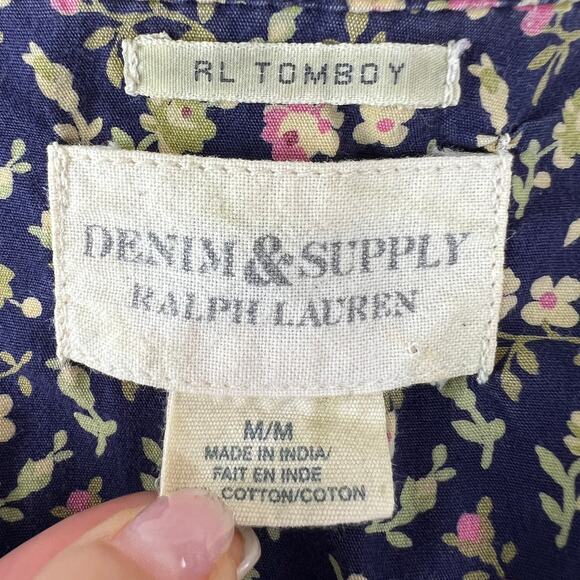 RL TOMBOY
DENIM & SUPPLY
RALPH LAUREN
M/M
MADE IN INDIA/
FAIT EN INDE
COTTON/COTON